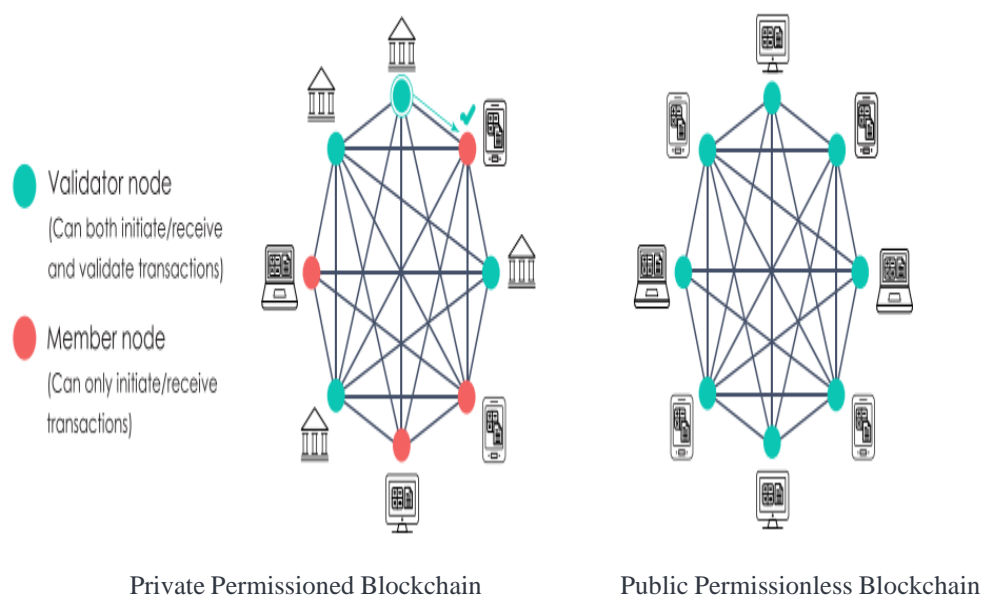 Validator node
(Can both initiate/receive
and validate transactions)
Member node
(Can only initiate/receive
transactions)
Private Permissioned Blockchain
Public Permissionless Blockchain